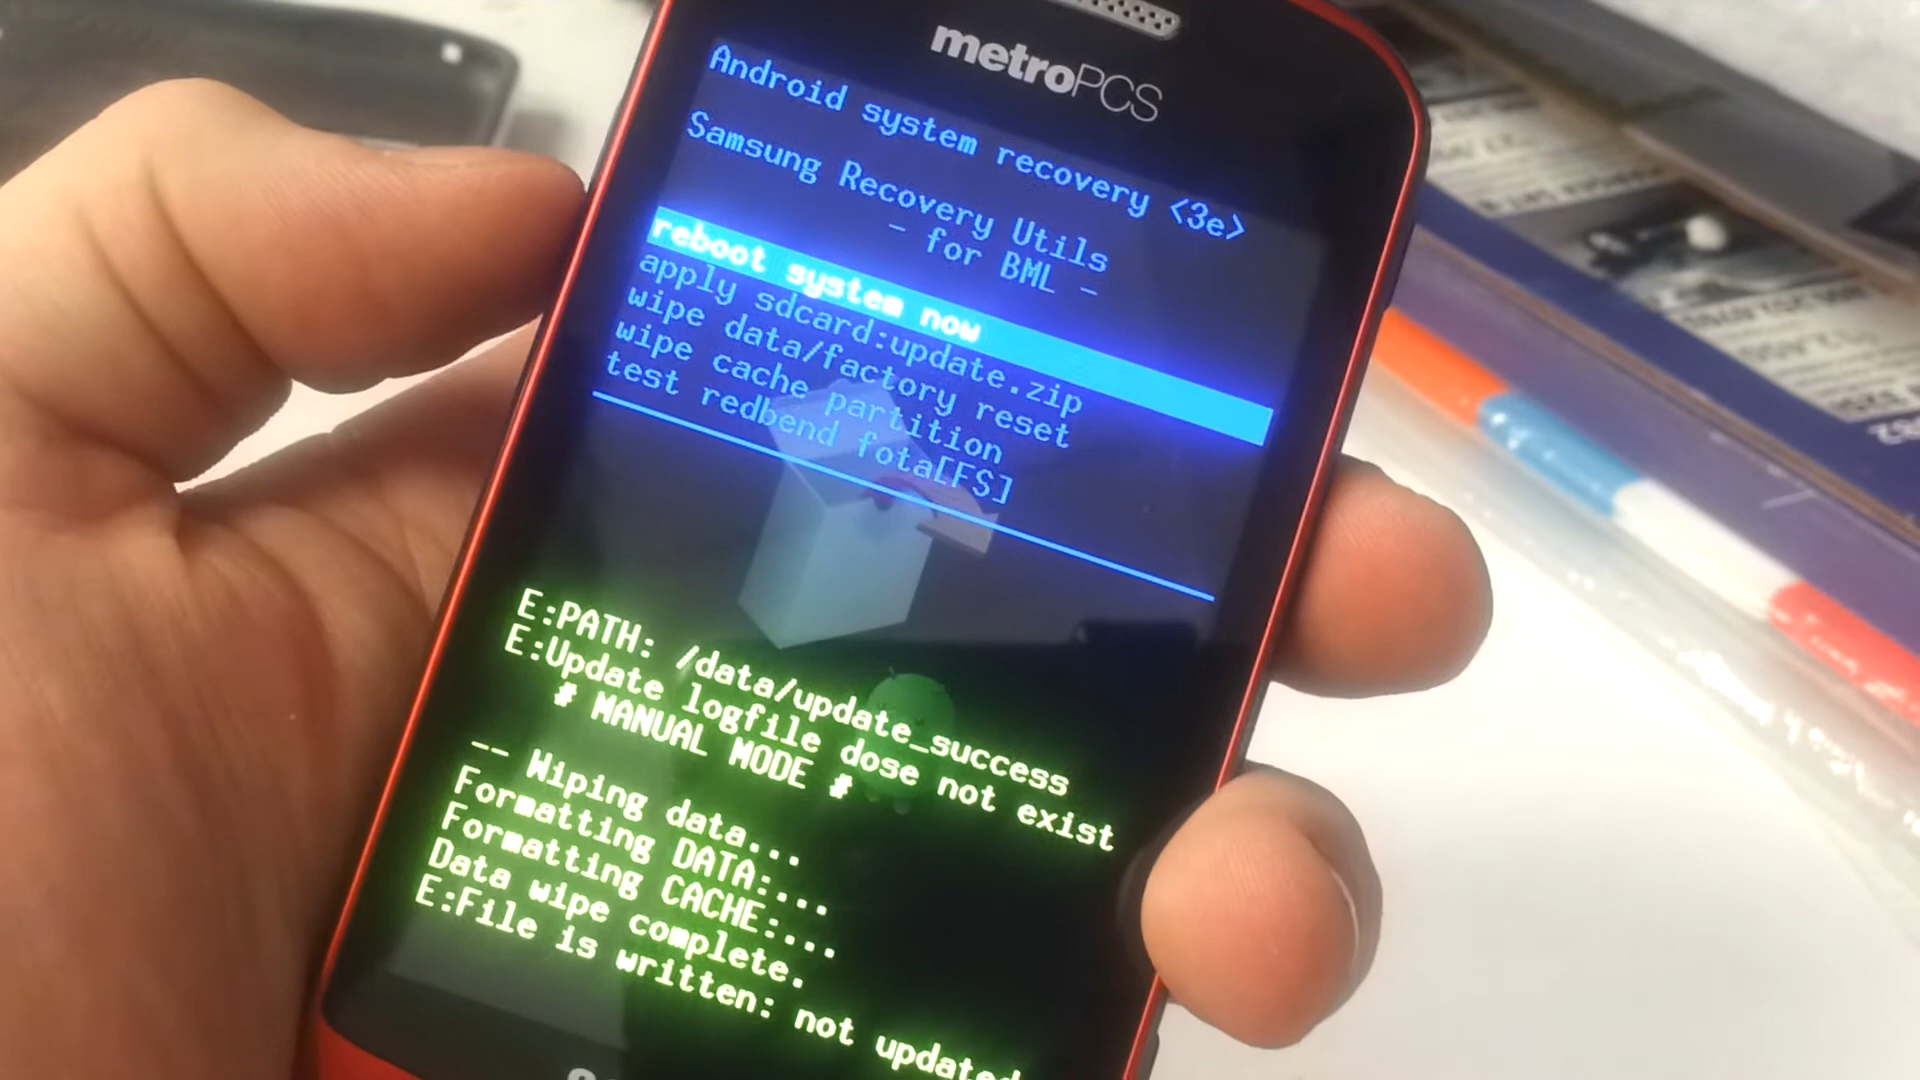 metroPCS
Android system recovery <3e>
Samsung Recovery Utils
- for BML -
reboot system now
apply sdcard:update.zip
wipe data/factory reset
wipe cache partition
test redbend fota[FS]
E:PATH: /data/update_success
E:Update logfile dose not exist
# MANUAL MODE #
-- Wiping data...
Formatting DATA:...
Formatting CACHE:...
Data wipe complete.
E:File is written: not updated